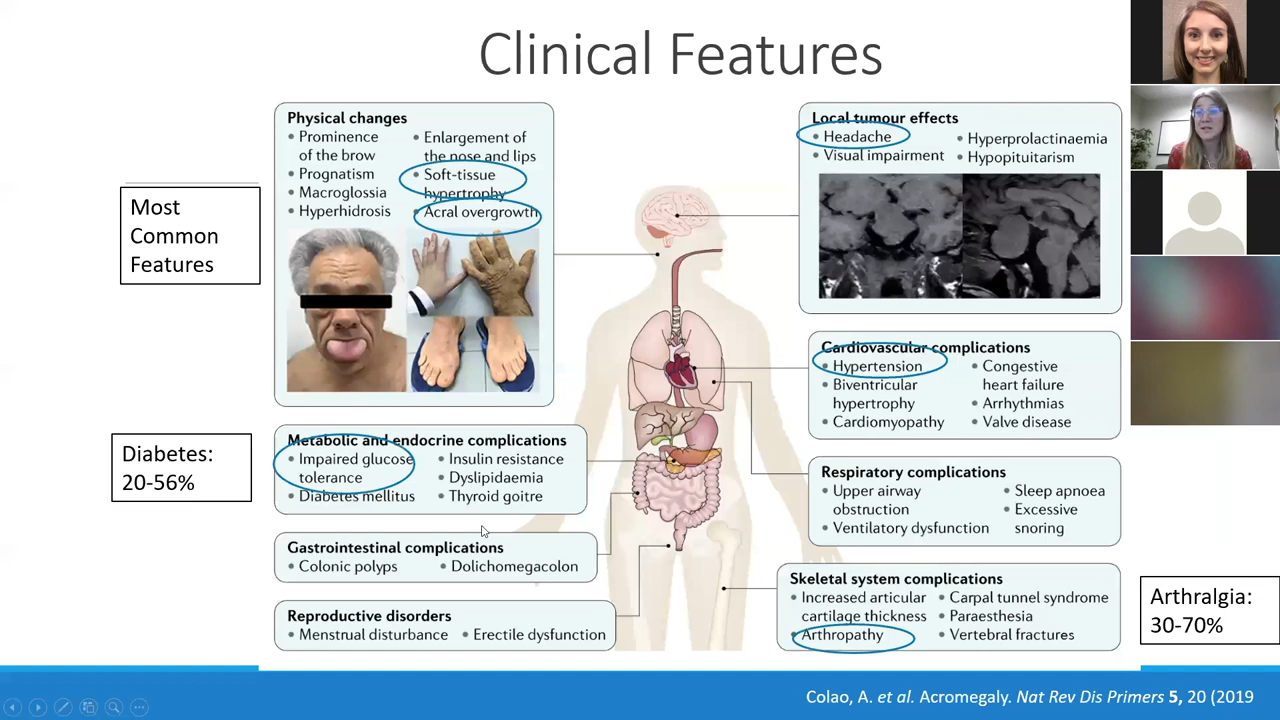 Clinical Features
Most
Common
Features
Physical changes
• Prominence
of the brow
• Prognatism
• Macroglossia
• Hyperhidrosis
• Enlargement of
the nose and lips
• Soft-tissue
hypertrophy
• Acral overgrowth
Local tumour effects
• Headache
• Visual impairment
• Hyperprolactinaemia
• Hypopituitarism
Cardiovascular complications
• Hypertension
• Biventricular
hypertrophy
• Cardiomyopathy
• Congestive
heart failure
• Arrhythmias
• Valve disease
Diabetes:
20-56%
Metabolic and endocrine complications
• Impaired glucose
tolerance
• Diabetes mellitus
• Insulin resistance
• Dyslipidaemia
• Thyroid goitre
Respiratory complications
• Upper airway
obstruction
• Ventilatory dysfunction
• Sleep apnoea
• Excessive
snoring
Gastrointestinal complications
• Colonic polyps
• Dolichomegacolon
Reproductive disorders
• Menstrual disturbance
• Erectile dysfunction
Skeletal system complications
• Increased articular
cartilage thickness
• Arthropathy
• Carpal tunnel syndrome
• Paraesthesia
• Vertebral fractures
Arthralgia:
30-70%
Colao, A. et al. Acromegaly. Nat Rev Dis Primers 5, 20 (2019